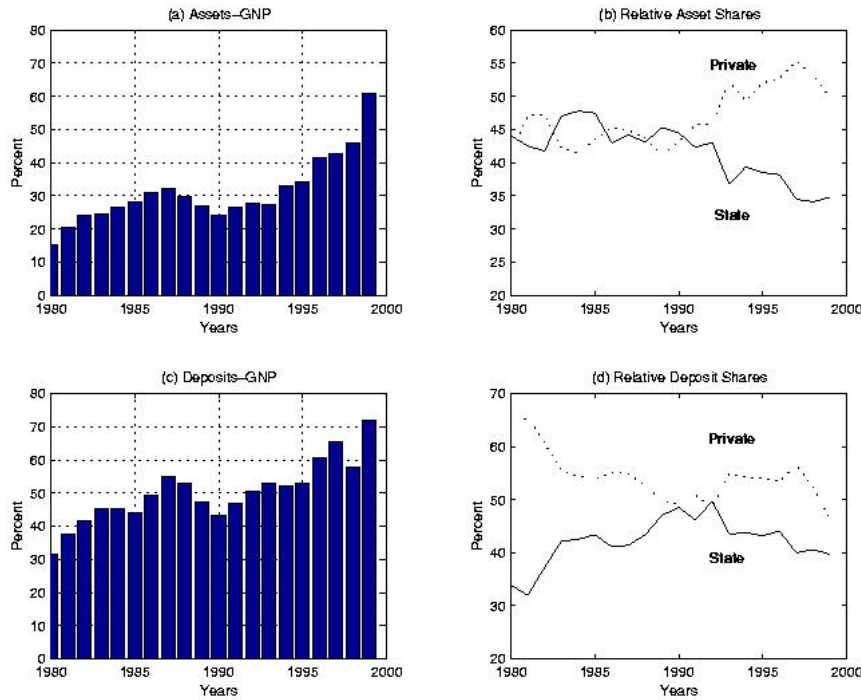 (a) Assets–GNP
80
70
60
50
40
30
20
10
0
Percent
1980 1985 1990 1995 2000
Years
(b) Relative Asset Shares
60
55
50
45
40
35
30
25
20
Percent
Private
State
1980 1985 1990 1995 2000
Years
(c) Deposits–GNP
80
70
60
50
40
30
20
10
0
Percent
1980 1985 1990 1995 2000
Years
(d) Relative Deposit Shares
70
60
50
40
30
20
Percent
Private
State
1980 1985 1990 1995 2000
Years